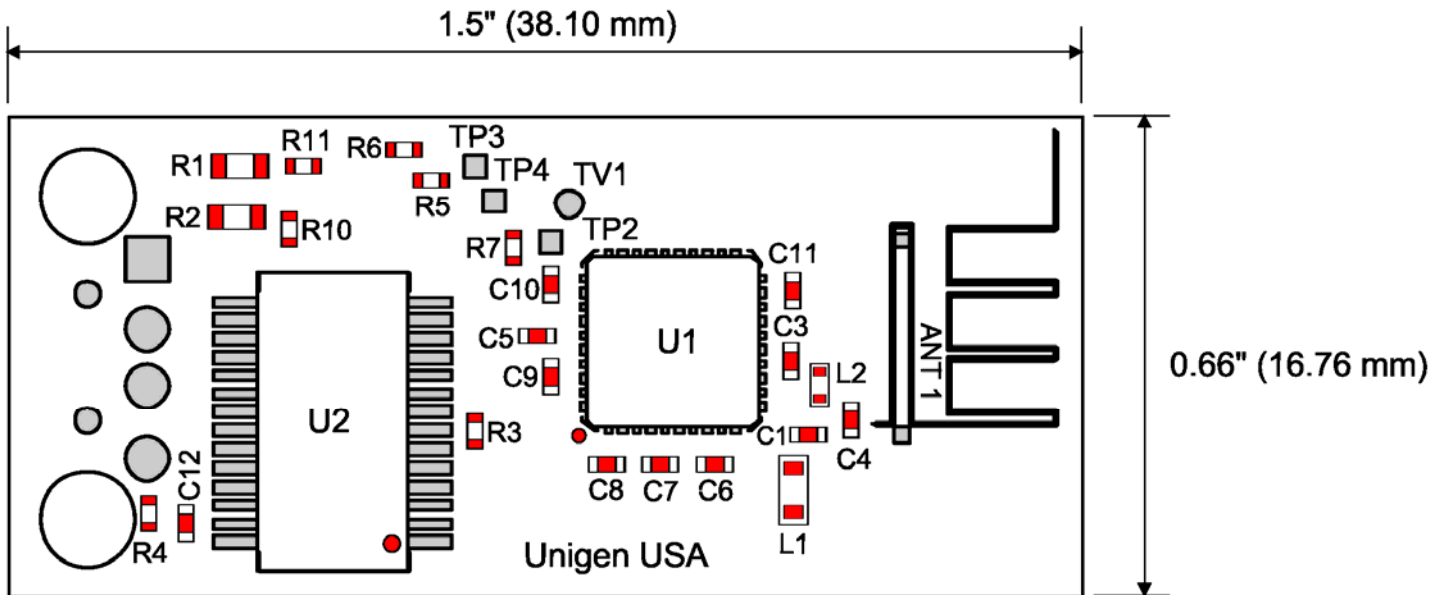 1.5" (38.10 mm)
R1
R11
R6
TP3
TP4
TV1
R5
R2
R10
R7
TP2
C10
C11
C5
U1
C3
0.66" (16.76 mm)
ANT 1
C9
L2
U2
R3
C1
C4
C12
C8
C7
C6
R4
L1
Unigen USA